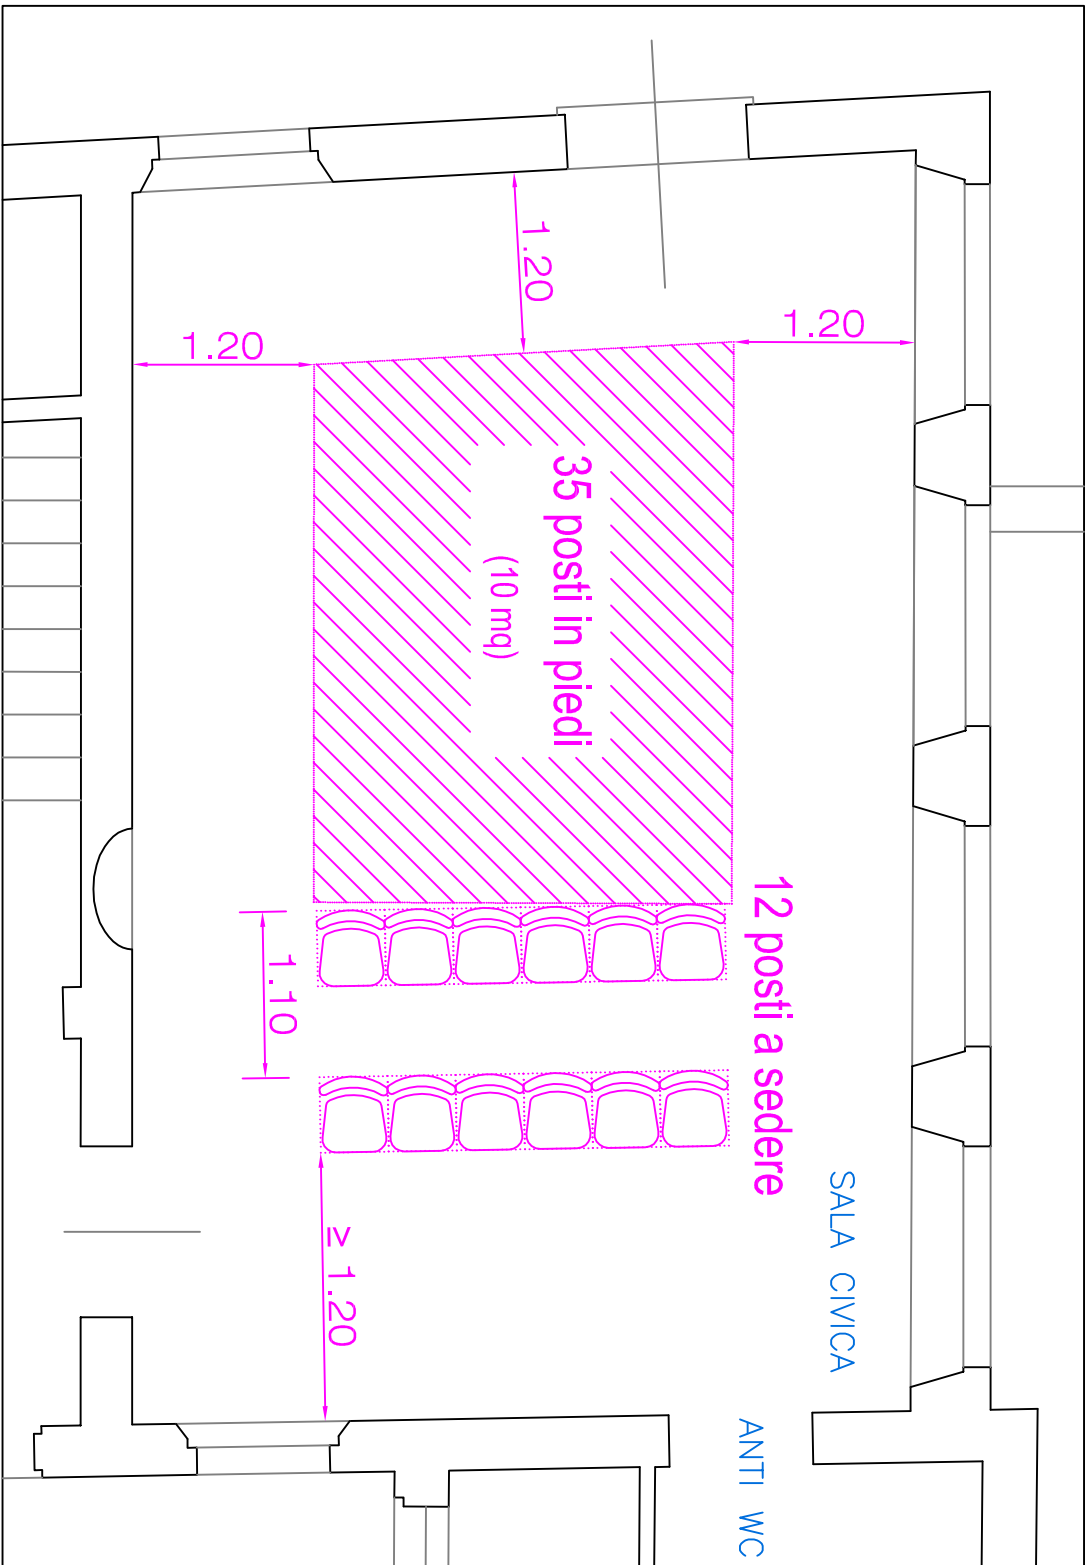 1.20
1.20
1.20
35 posti in piedi
(10 mq)
12 posti a sedere
1.10
SALA CIVICA
≥ 1.20
ANTI WC